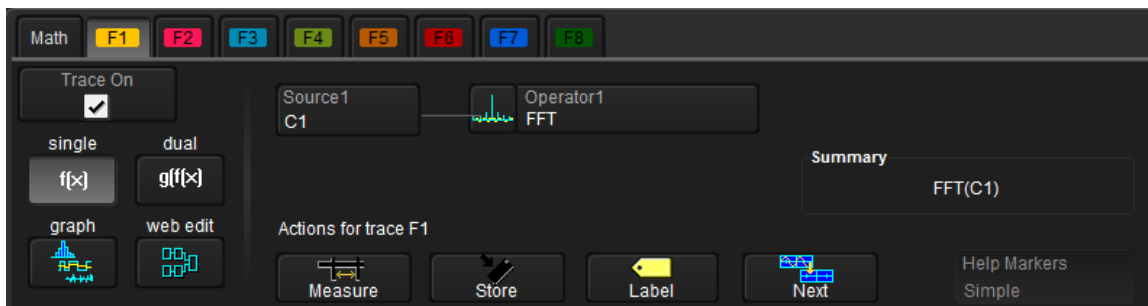 Math F1 F2 F3 F4 F5 F6 F7 F8
Trace On
Source1
C1
Operator1
FFT
single dual
f(x) g(f(x)
Summary
FFT(C1)
graph web edit
Actions for trace F1
Measure Store Label Next
Help Markers
Simple